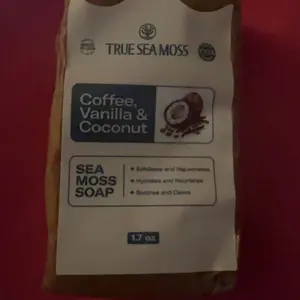 TRUE SEA MOSS
Coffee,
Vanilla &
Coconut
SEA
MOSS
SOAP
• Exfoliates and Rejuvenates
• Hydrates and Nourishes
• Soothes and Cleans
1.7 oz